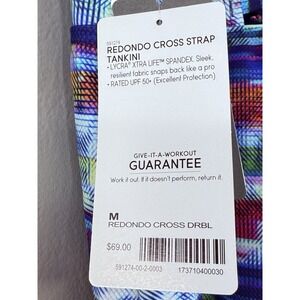 591274
REDONDO CROSS STRAP
TANKINI
• LYCRA® XTRA LIFE™ SPANDEX. Sleek,
resilient fabric snaps back like a pro
• RATED UPF 50+ (Excellent Protection)
GIVE-IT-A-WORKOUT
GUARANTEE
Work it out. If it doesn't perform, return it.
M
REDONDO CROSS DRBL
$69.00
591274-00-2-0003
173710400030